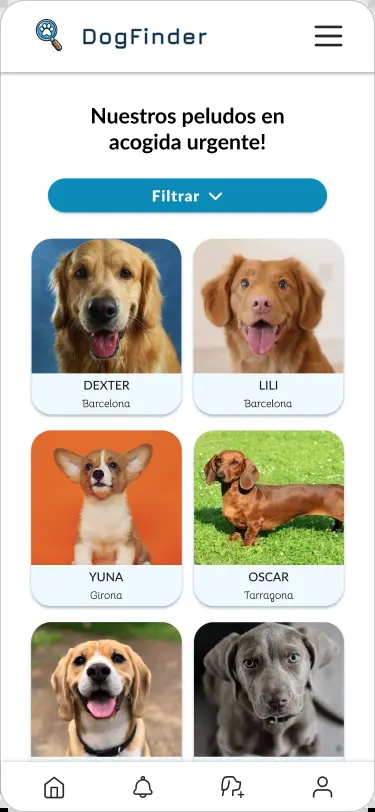 DogFinder
Nuestros peludos en
acogida urgente!
Filtrar
DEXTER
Barcelona
LILI
Barcelona
YUNA
Girona
OSCAR
Tarragona